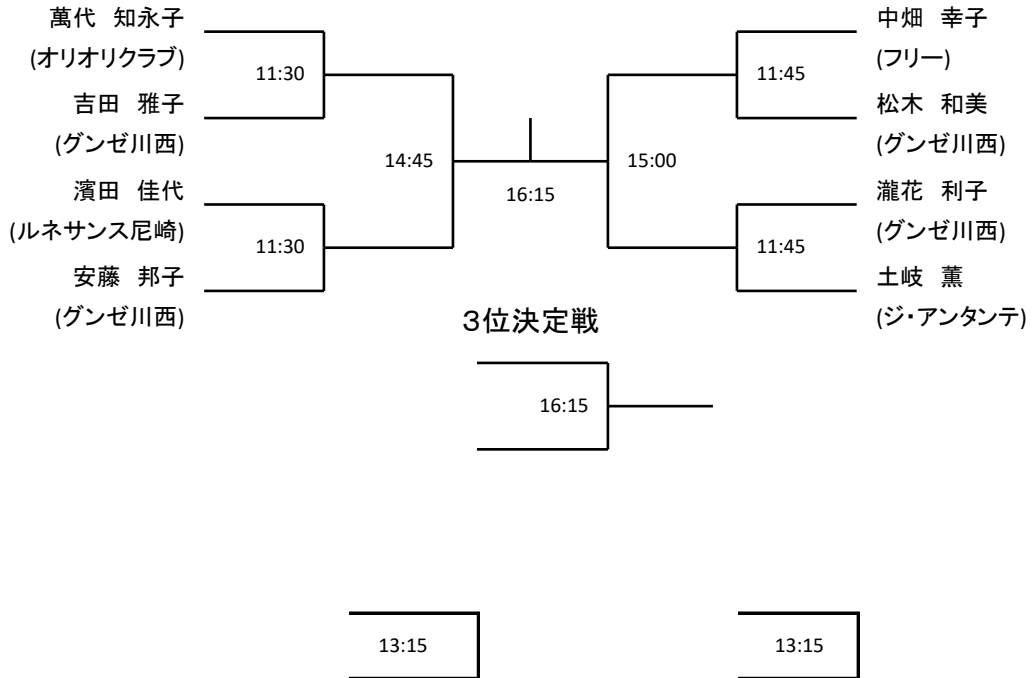 萬代　知永子
(オリオリクラブ)
11:30
吉田　雅子
(グンゼ川西)
14:45
濱田　佳代
(ルネサンス尼崎)
11:30
安藤　邦子
(グンゼ川西)
16:15
中畑　幸子
(フリー)
11:45
松木　和美
(グンゼ川西)
15:00
瀧花　利子
(グンゼ川西)
11:45
土岐　薫
(ジ・アンタンテ)
3位決定戦
16:15
13:15
13:15